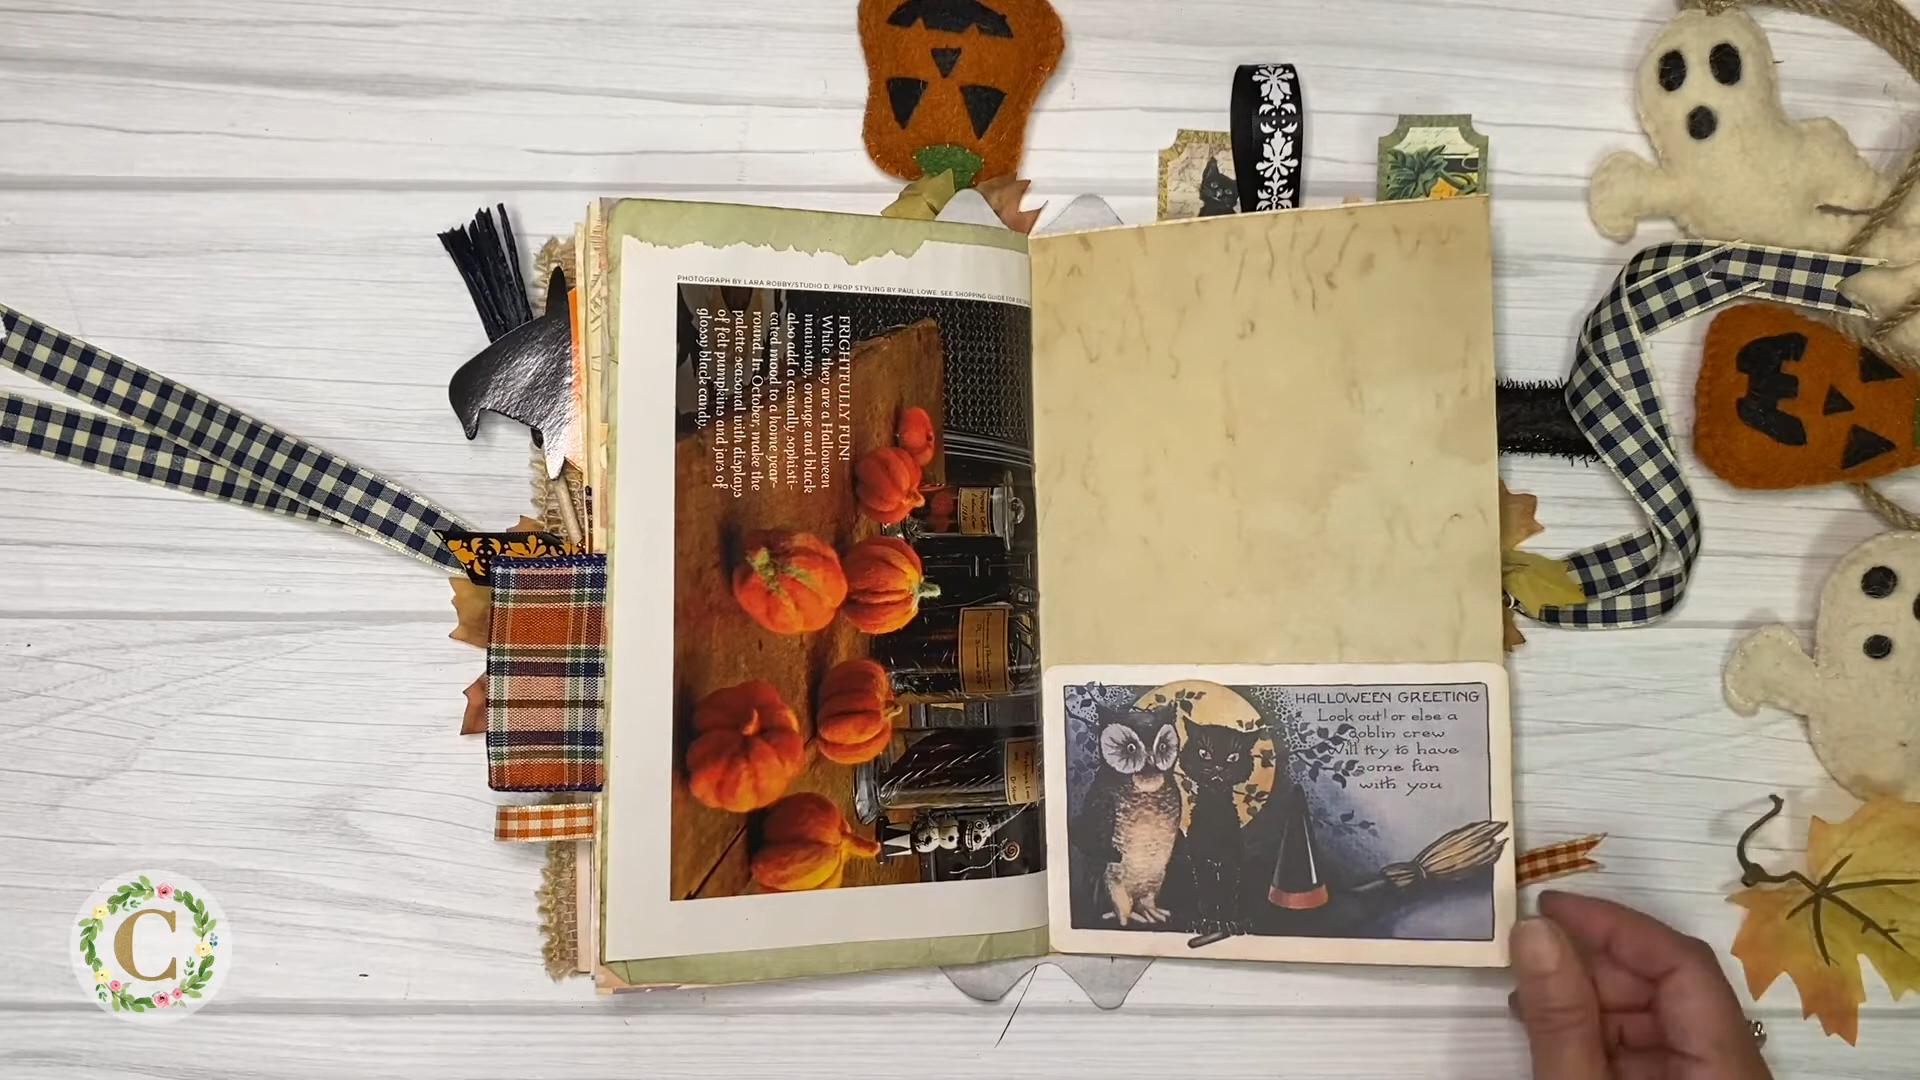 PHOTOGRAPH BY LARA ROBBY/STUDIO D. PROP STYLING BY PAUL LOWE. SEE SHOPPING GUIDE FOR
FRIGHTFULLY FUN!
While they are a Halloween
mainstay, orange and black
also add a casually sophisti-
cated mood to a home year-
round. In October, make the
palette seasonal with displays
of felt pumpkins and jars of
glossy black candy.
HALLOWE'EN GREETING
Look out! or else a
goblin crew
Will try to have
some fun
with you
C